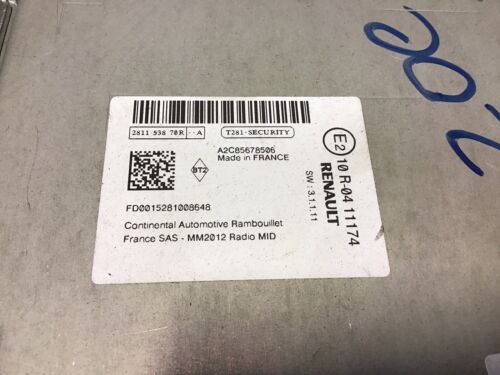 2811 538 70R--A
T281-SECURITY
A2C85678506
Made in FRANCE
BT2
FD0015281008648
Continental Automotive Rambouillet
France SAS - MM2012 Radio MID
E2 10 R-04 11174
RENAULT
SW : 3.1.1.11